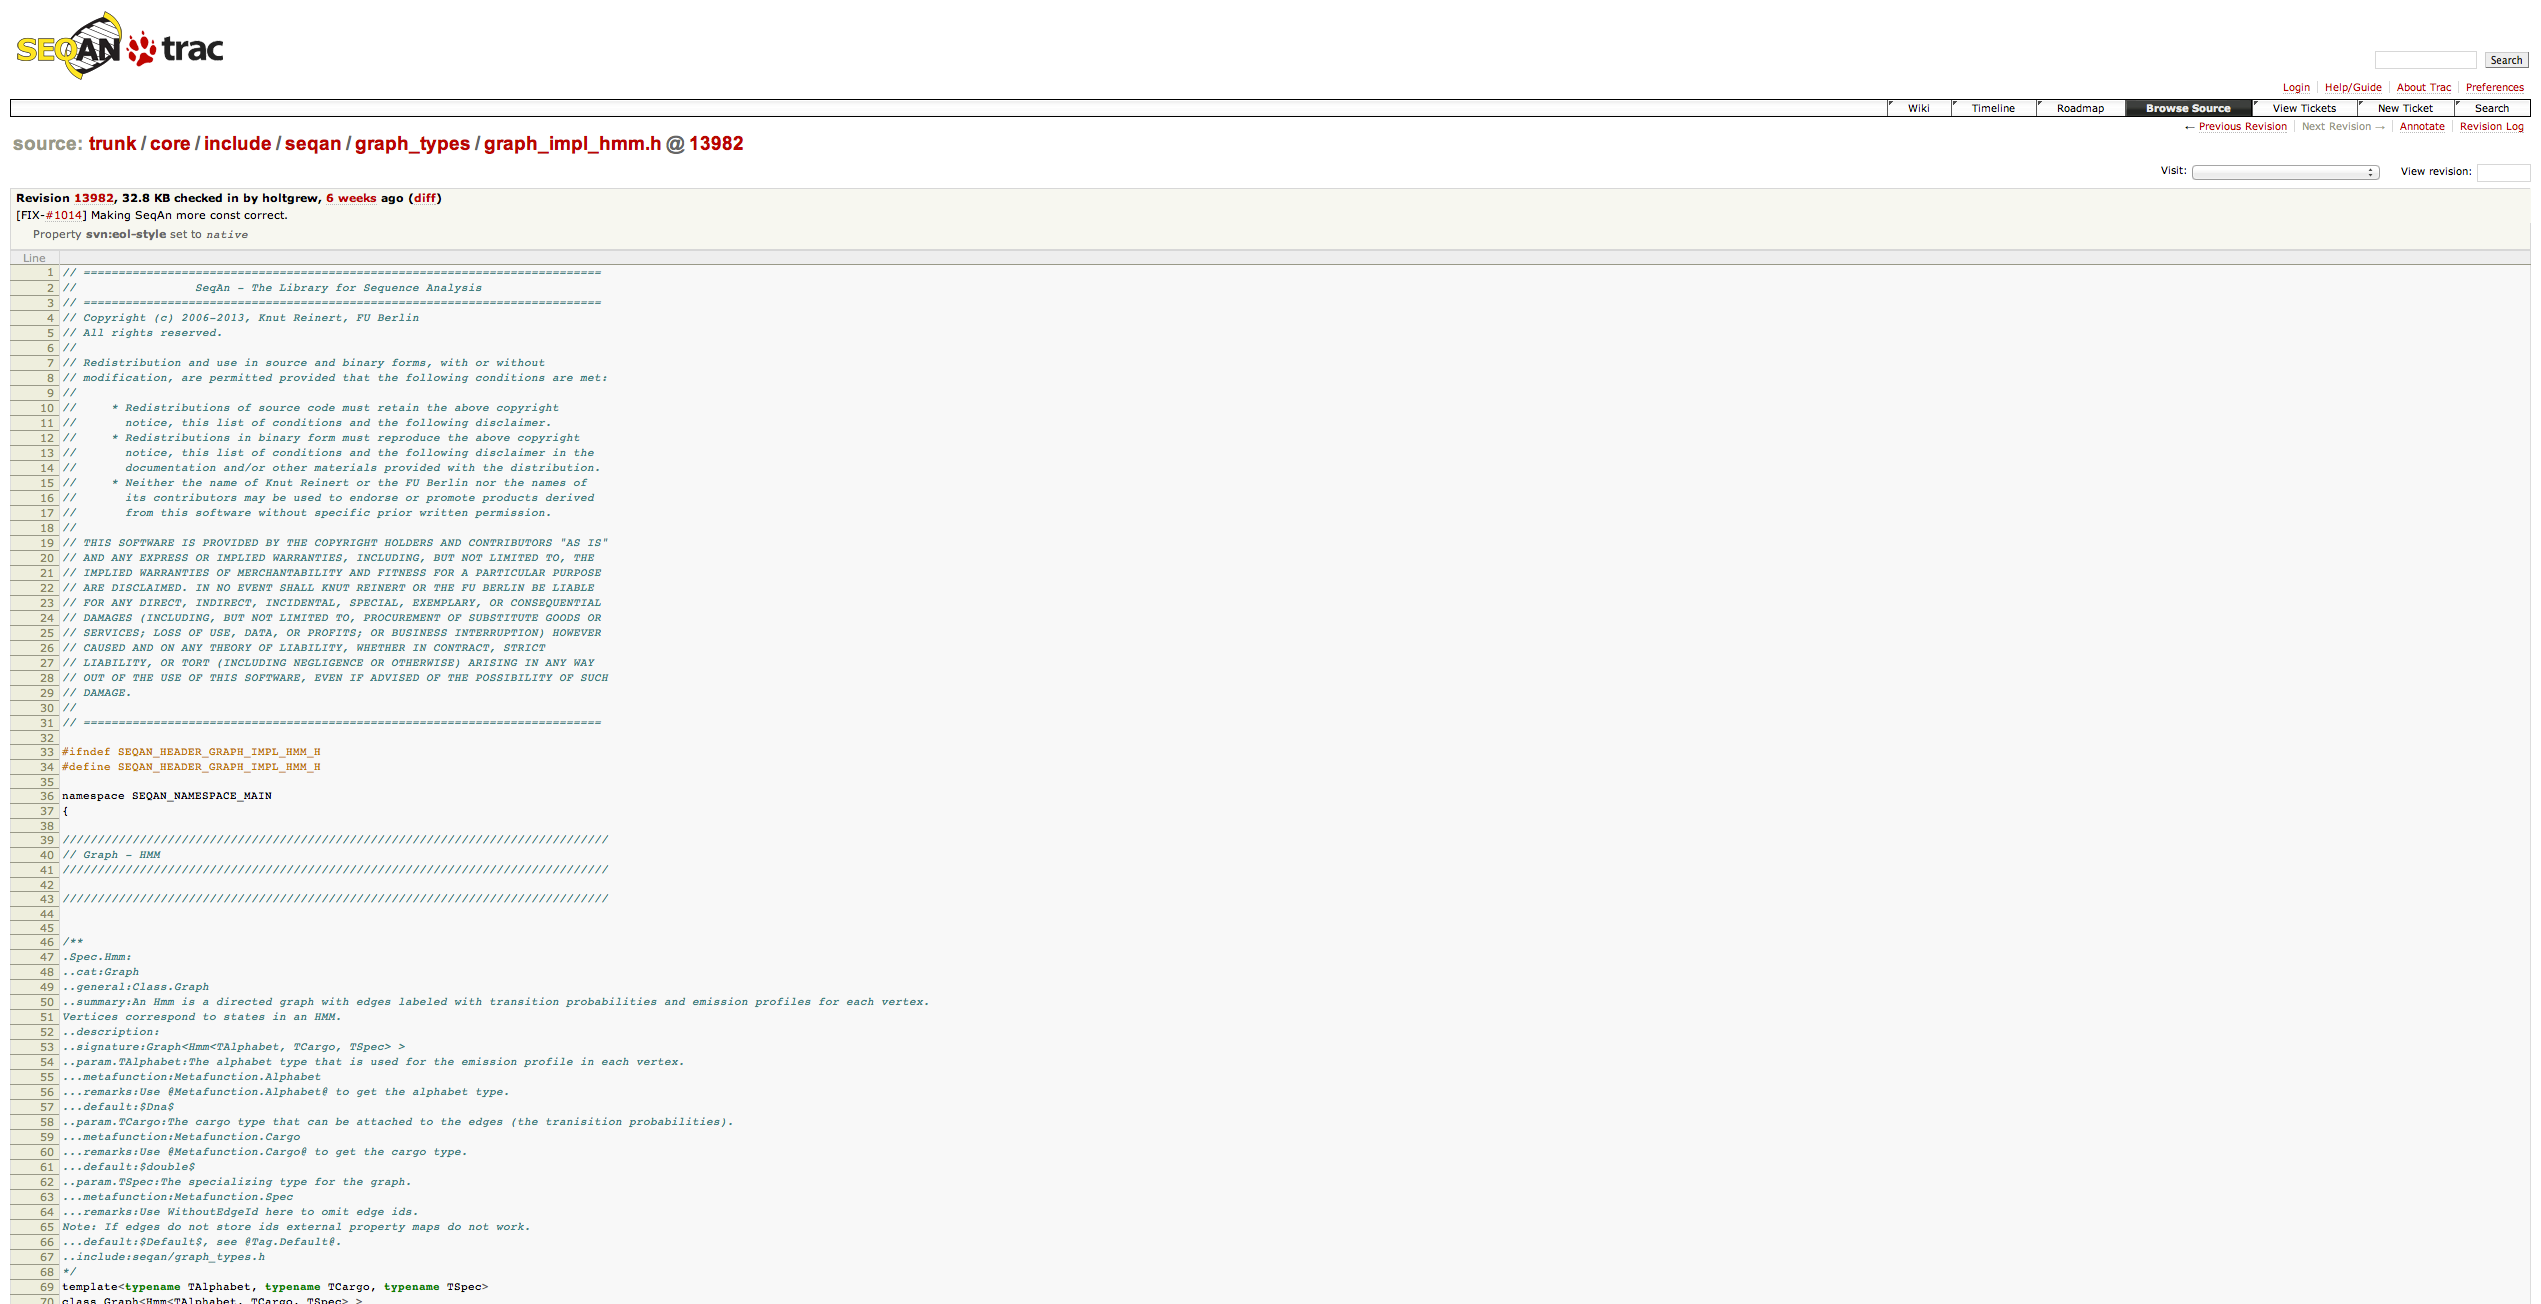 SEQAN trac
Search
Login Help/Guide About Trac Preferences
Wiki Timeline Roadmap Browse Source View Tickets New Ticket Search
← Previous Revision Next Revision → Annotate Revision Log
source: trunk / core / include / seqan / graph_types / graph_impl_hmm.h @ 13982
Visit: View revision:
Revision 13982, 32.8 KB checked in by holtgrew, 6 weeks ago (diff)
[FIX-#1014] Making SeqAn more const correct.
Property svn:eol-style set to native
Line
1 // ==========================================================================
2 //                 SeqAn - The Library for Sequence Analysis
3 // ==========================================================================
4 // Copyright (c) 2006-2013, Knut Reinert, FU Berlin
5 // All rights reserved.
6 //
7 // Redistribution and use in source and binary forms, with or without
8 // modification, are permitted provided that the following conditions are met:
9 //
10 //     * Redistributions of source code must retain the above copyright
11 //       notice, this list of conditions and the following disclaimer.
12 //     * Redistributions in binary form must reproduce the above copyright
13 //       notice, this list of conditions and the following disclaimer in the
14 //       documentation and/or other materials provided with the distribution.
15 //     * Neither the name of Knut Reinert or the FU Berlin nor the names of
16 //       its contributors may be used to endorse or promote products derived
17 //       from this software without specific prior written permission.
18 //
19 // THIS SOFTWARE IS PROVIDED BY THE COPYRIGHT HOLDERS AND CONTRIBUTORS "AS IS"
20 // AND ANY EXPRESS OR IMPLIED WARRANTIES, INCLUDING, BUT NOT LIMITED TO, THE
21 // IMPLIED WARRANTIES OF MERCHANTABILITY AND FITNESS FOR A PARTICULAR PURPOSE
22 // ARE DISCLAIMED. IN NO EVENT SHALL KNUT REINERT OR THE FU BERLIN BE LIABLE
23 // FOR ANY DIRECT, INDIRECT, INCIDENTAL, SPECIAL, EXEMPLARY, OR CONSEQUENTIAL
24 // DAMAGES (INCLUDING, BUT NOT LIMITED TO, PROCUREMENT OF SUBSTITUTE GOODS OR
25 // SERVICES; LOSS OF USE, DATA, OR PROFITS; OR BUSINESS INTERRUPTION) HOWEVER
26 // CAUSED AND ON ANY THEORY OF LIABILITY, WHETHER IN CONTRACT, STRICT
27 // LIABILITY, OR TORT (INCLUDING NEGLIGENCE OR OTHERWISE) ARISING IN ANY WAY
28 // OUT OF THE USE OF THIS SOFTWARE, EVEN IF ADVISED OF THE POSSIBILITY OF SUCH
29 // DAMAGE.
30 //
31 // ==========================================================================
32
33 #ifndef SEQAN_HEADER_GRAPH_IMPL_HMM_H
34 #define SEQAN_HEADER_GRAPH_IMPL_HMM_H
35
36 namespace SEQAN_NAMESPACE_MAIN
37 {
38
39 //////////////////////////////////////////////////////////////////////////////
40 // Graph - HMM
41 //////////////////////////////////////////////////////////////////////////////
42
43 //////////////////////////////////////////////////////////////////////////////
44
45
46 /**
47 .Spec.Hmm:
48 ..cat:Graph
49 ..general:Class.Graph
50 ..summary:An Hmm is a directed graph with edges labeled with transition probabilities and emission profiles for each vertex.
51 Vertices correspond to states in an HMM.
52 ..description:
53 ..signature:Graph<Hmm<TAlphabet, TCargo, TSpec> >
54 ..param.TAlphabet:The alphabet type that is used for the emission profile in each vertex.
55 ...metafunction:Metafunction.Alphabet
56 ...remarks:Use @Metafunction.Alphabet@ to get the alphabet type.
57 ...default:$Dna$
58 ..param.TCargo:The cargo type that can be attached to the edges (the transition probabilities).
59 ...metafunction:Metafunction.Cargo
60 ...remarks:Use @Metafunction.Cargo@ to get the cargo type.
61 ...default:$double$
62 ..param.TSpec:The specializing type for the graph.
63 ...metafunction:Metafunction.Spec
64 ...remarks:Use WithoutEdgeId here to omit edge ids.
65 Note: If edges do not store ids external property maps do not work.
66 ...default:$Default$, see @Tag.Default@.
67 ..include:seqan/graph_types.h
68 */
69 template<typename TAlphabet, typename TCargo, typename TSpec>
70 class Graph<Hmm<TAlphabet, TCargo, TSpec> >